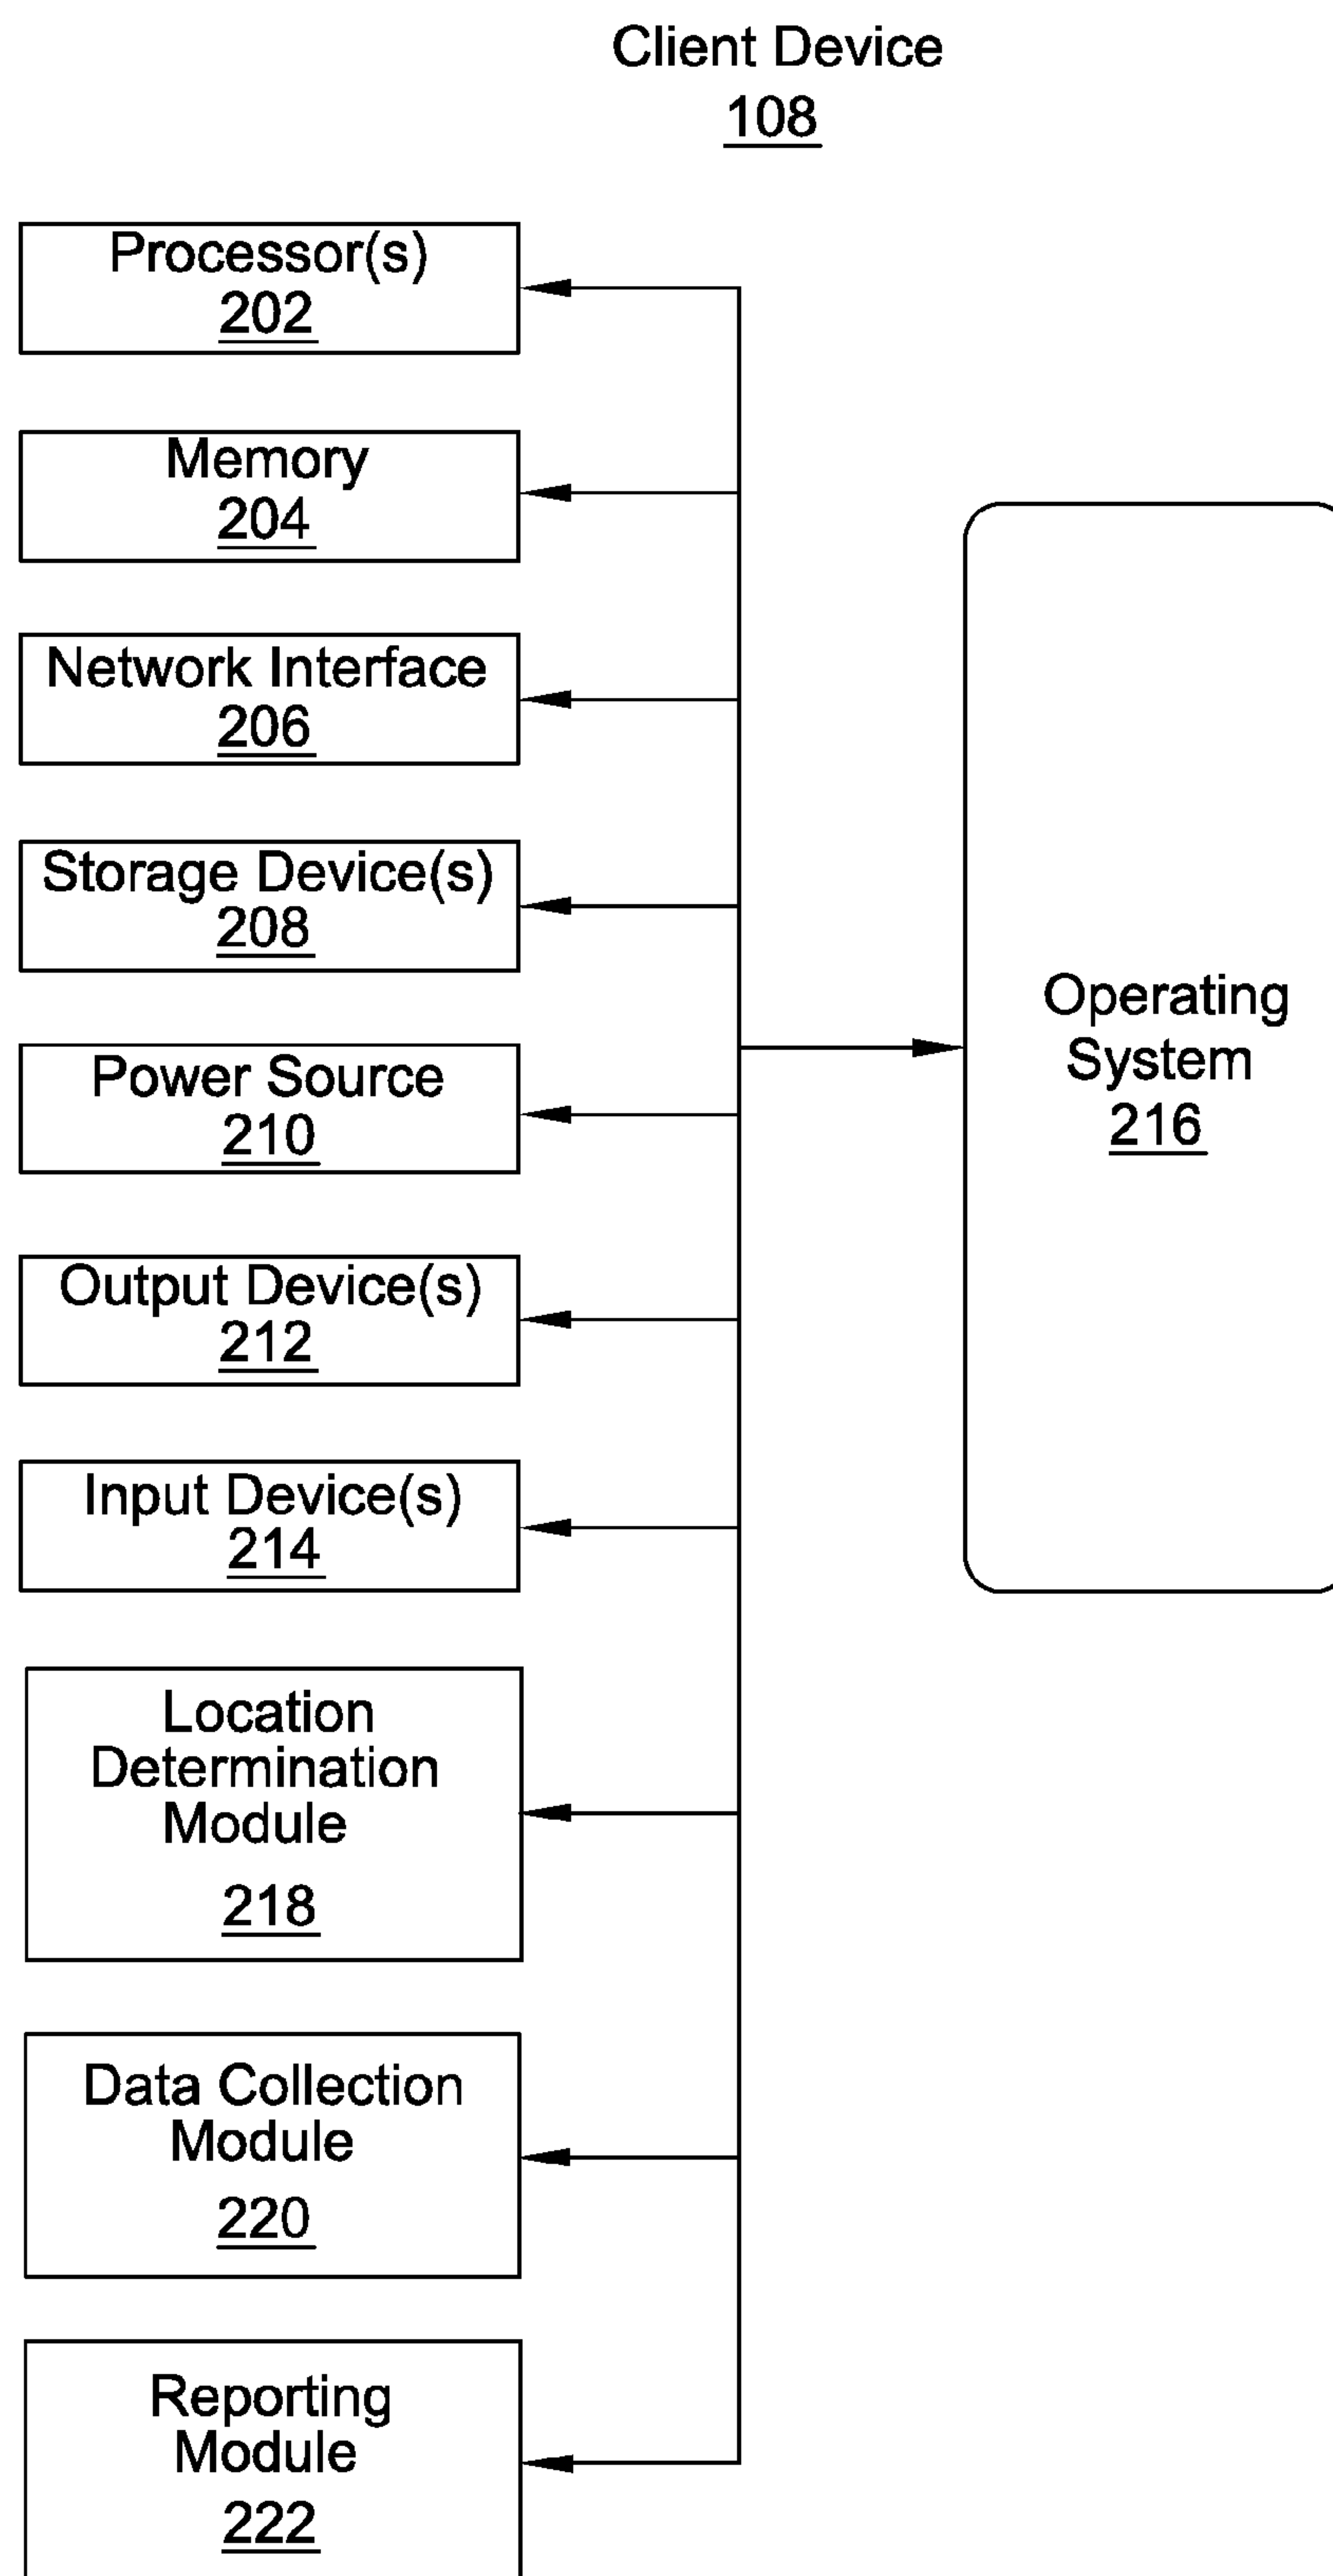 Client Device
108
Processor(s)
202
Memory
204
Network Interface
206
Storage Device(s)
208
Power Source
210
Output Device(s)
212
Input Device(s)
214
Operating
System
216
Location
Determination
Module
218
Data Collection
Module
220
Reporting
Module
222